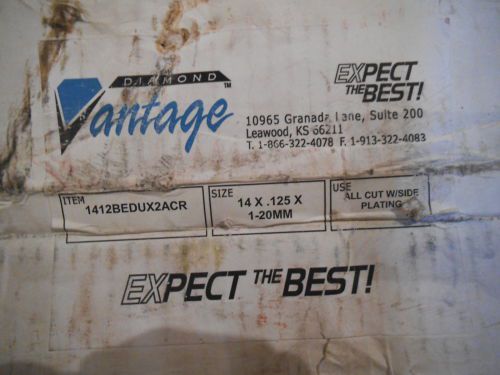 DIAMOND
Vantage™
EXPECT
THE BEST!
10965 Granada Lane, Suite 200
Leawood, KS 66211
T. 1-866-322-4078 F. 1-913-322-4083
ITEM
1412BEDUX2ACR
SIZE
14 X .125 X
1-20MM
USE
ALL CUT W/SIDE
PLATING
EXPECT THE BEST!